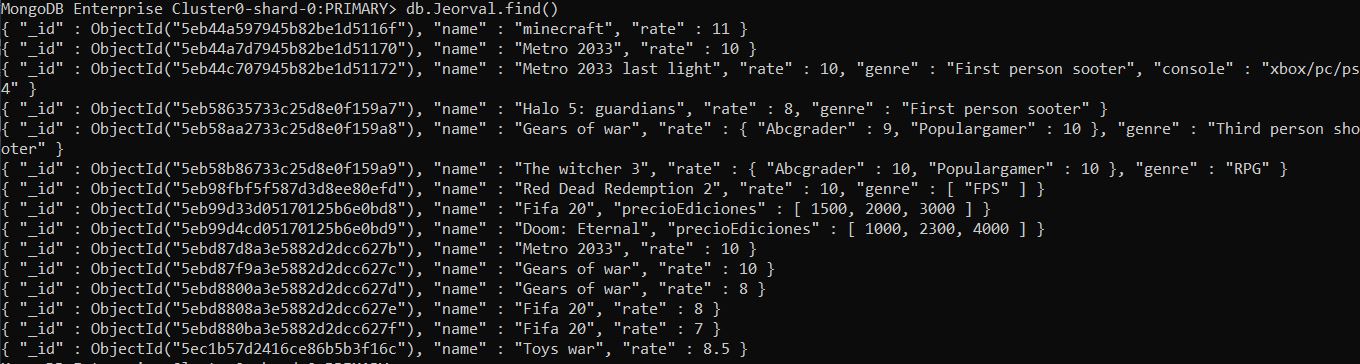 MongoDB Enterprise Cluster0-shard-0:PRIMARY> db.Jeorval.find()
{ "_id" : ObjectId("5eb44a597945b82be1d5116f"), "name" : "minecraft", "rate" : 11 }
{ "_id" : ObjectId("5eb44a7d7945b82be1d51170"), "name" : "Metro 2033", "rate" : 10 }
{ "_id" : ObjectId("5eb44c707945b82be1d51172"), "name" : "Metro 2033 last light", "rate" : 10, "genre" : "First person sooter", "console" : "xbox/pc/ps
4" }
{ "_id" : ObjectId("5eb58635733c25d8e0f159a7"), "name" : "Halo 5: guardians", "rate" : 8, "genre" : "First person sooter" }
{ "_id" : ObjectId("5eb58aa2733c25d8e0f159a8"), "name" : "Gears of war", "rate" : { "Abcgrader" : 9, "Populargamer" : 10 }, "genre" : "Third person sho
oter" }
{ "_id" : ObjectId("5eb58b86733c25d8e0f159a9"), "name" : "The witcher 3", "rate" : { "Abcgrader" : 10, "Populargamer" : 10 }, "genre" : "RPG" }
{ "_id" : ObjectId("5eb98fbf5f587d3d8ee80efd"), "name" : "Red Dead Redemption 2", "rate" : 10, "genre" : [ "FPS" ] }
{ "_id" : ObjectId("5eb99d33d05170125b6e0bd8"), "name" : "Fifa 20", "precioEdiciones" : [ 1500, 2000, 3000 ] }
{ "_id" : ObjectId("5eb99d4cd05170125b6e0bd9"), "name" : "Doom: Eternal", "precioEdiciones" : [ 1000, 2300, 4000 ] }
{ "_id" : ObjectId("5ebd87d8a3e5882d2dcc627b"), "name" : "Metro 2033", "rate" : 10 }
{ "_id" : ObjectId("5ebd87f9a3e5882d2dcc627c"), "name" : "Gears of war", "rate" : 10 }
{ "_id" : ObjectId("5ebd8800a3e5882d2dcc627d"), "name" : "Gears of war", "rate" : 8 }
{ "_id" : ObjectId("5ebd8808a3e5882d2dcc627e"), "name" : "Fifa 20", "rate" : 8 }
{ "_id" : ObjectId("5ebd880ba3e5882d2dcc627f"), "name" : "Fifa 20", "rate" : 7 }
{ "_id" : ObjectId("5ec1b57d2416ce86b5b3f16c"), "name" : "Toys war", "rate" : 8.5 }